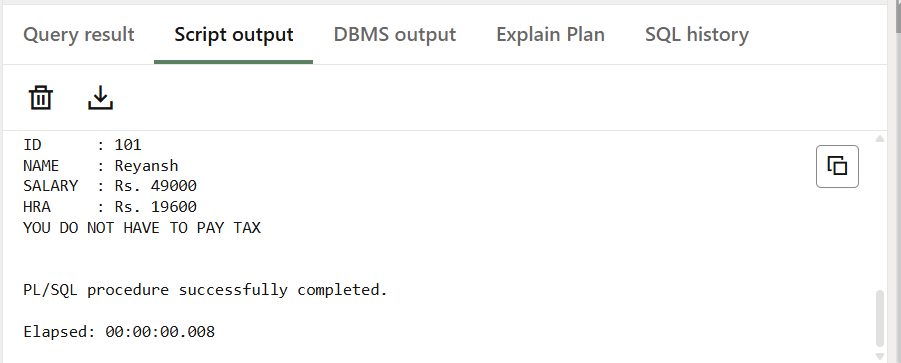 Query result Script output DBMS output Explain Plan SQL history
ID      : 101
NAME    : Reyansh
SALARY  : Rs. 49000
HRA     : Rs. 19600
YOU DO NOT HAVE TO PAY TAX
PL/SQL procedure successfully completed.
Elapsed: 00:00:00.008